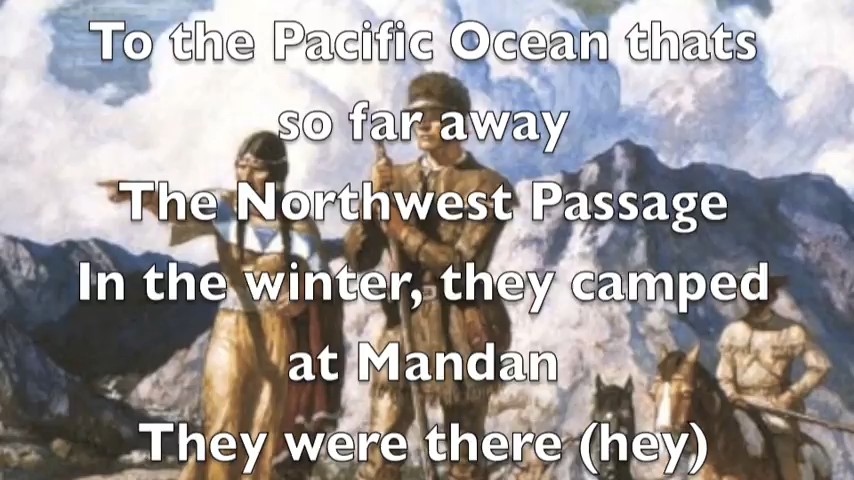 To the Pacific Ocean thats
so far away
The Northwest Passage
In the winter, they camped
at Mandan
They were there (hey)